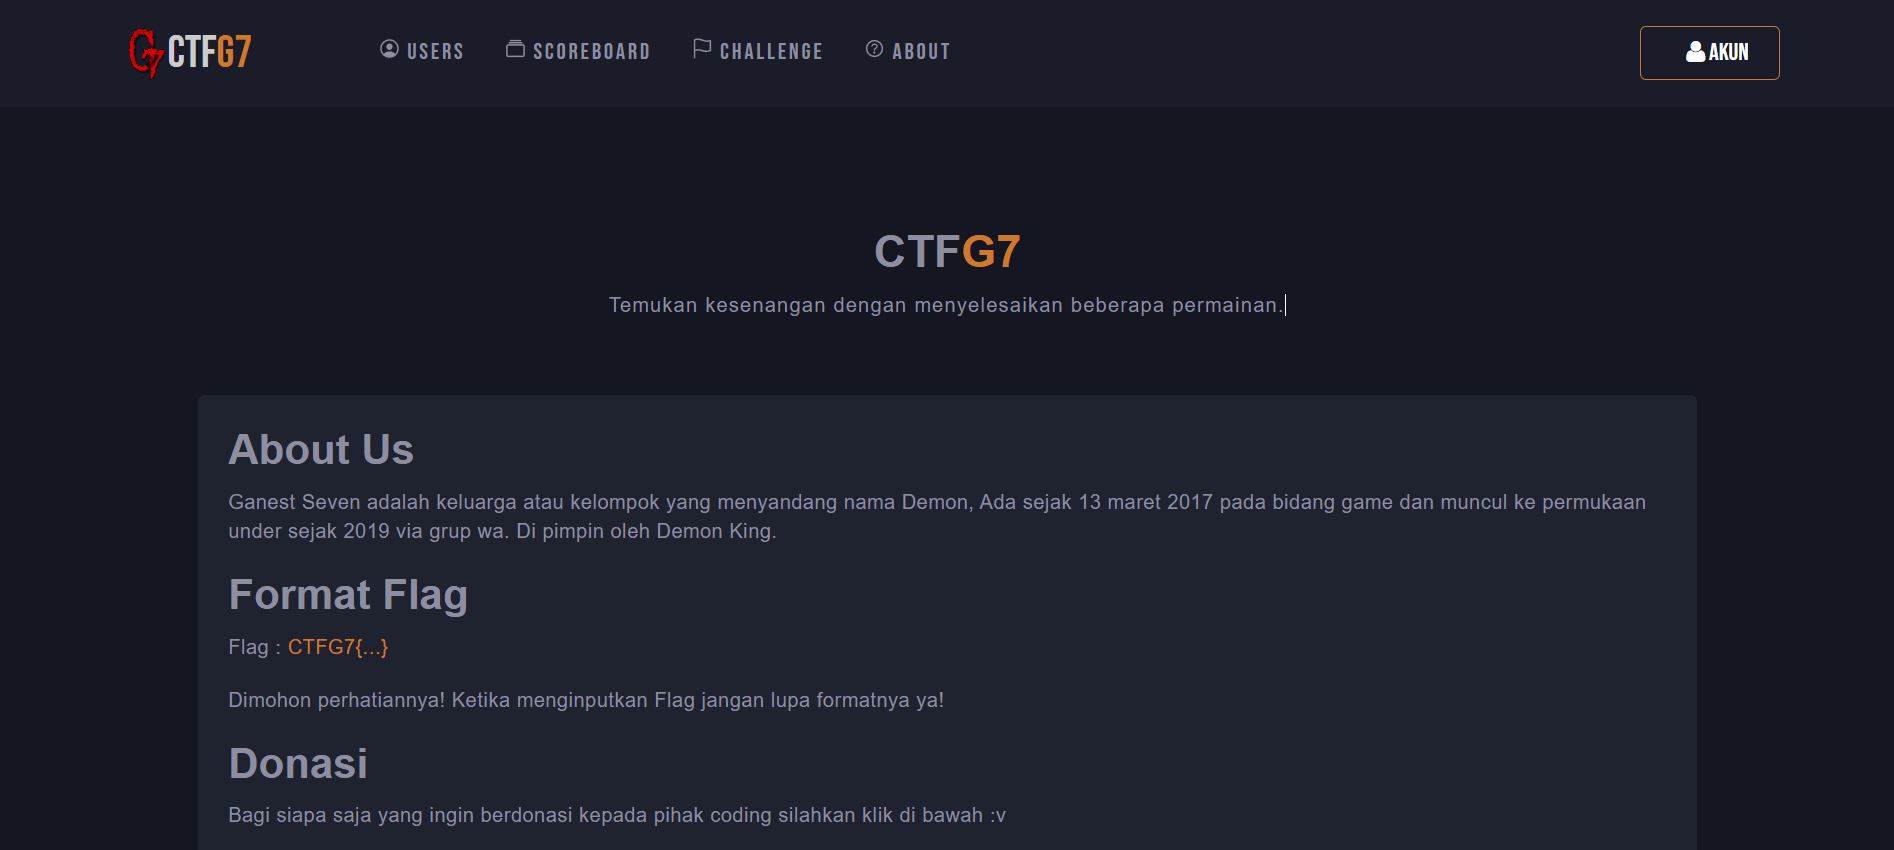 G7 CTFG7
USERS SCOREBOARD CHALLENGE ABOUT
AKUN
CTFG7
Temukan kesenangan dengan menyelesaikan beberapa permainan.
About Us
Ganest Seven adalah keluarga atau kelompok yang menyandang nama Demon, Ada sejak 13 maret 2017 pada bidang game dan muncul ke permukaan
under sejak 2019 via grup wa. Di pimpin oleh Demon King.
Format Flag
Flag : CTFG7{...}
Dimohon perhatiannya! Ketika menginputkan Flag jangan lupa formatnya ya!
Donasi
Bagi siapa saja yang ingin berdonasi kepada pihak coding silahkan klik di bawah :v